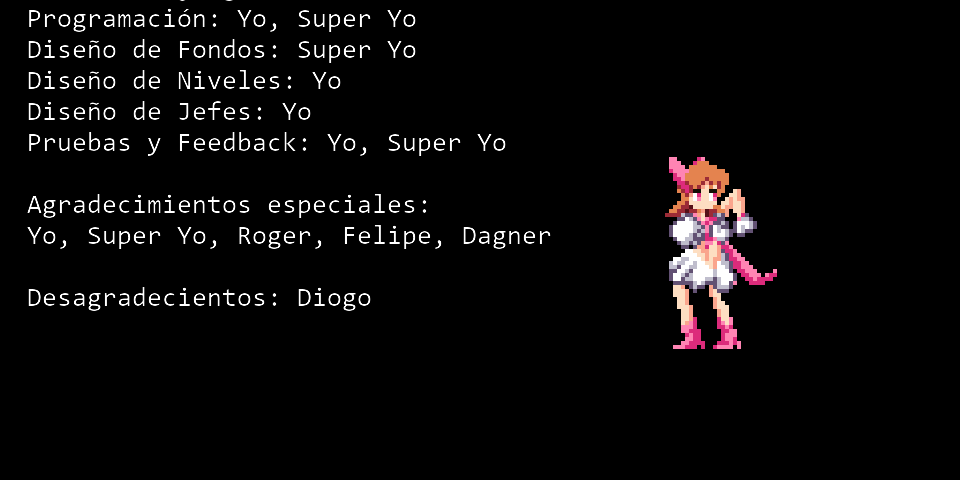 Programación: Yo, Super Yo
Diseño de Fondos: Super Yo
Diseño de Niveles: Yo
Diseño de Jefes: Yo
Pruebas y Feedback: Yo, Super Yo
Agradecimientos especiales:
Yo, Super Yo, Roger, Felipe, Dagner
Desagradecientos: Diogo